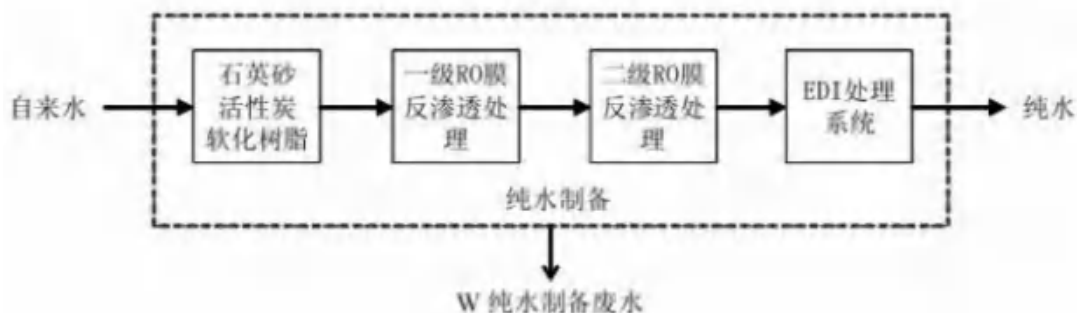 自来水
石英砂
活性炭
软化树脂
一级RO膜
反渗透处
理
二级RO膜
反渗透处
理
EDI处理
系统
纯水
纯水制备
W 纯水制备废水